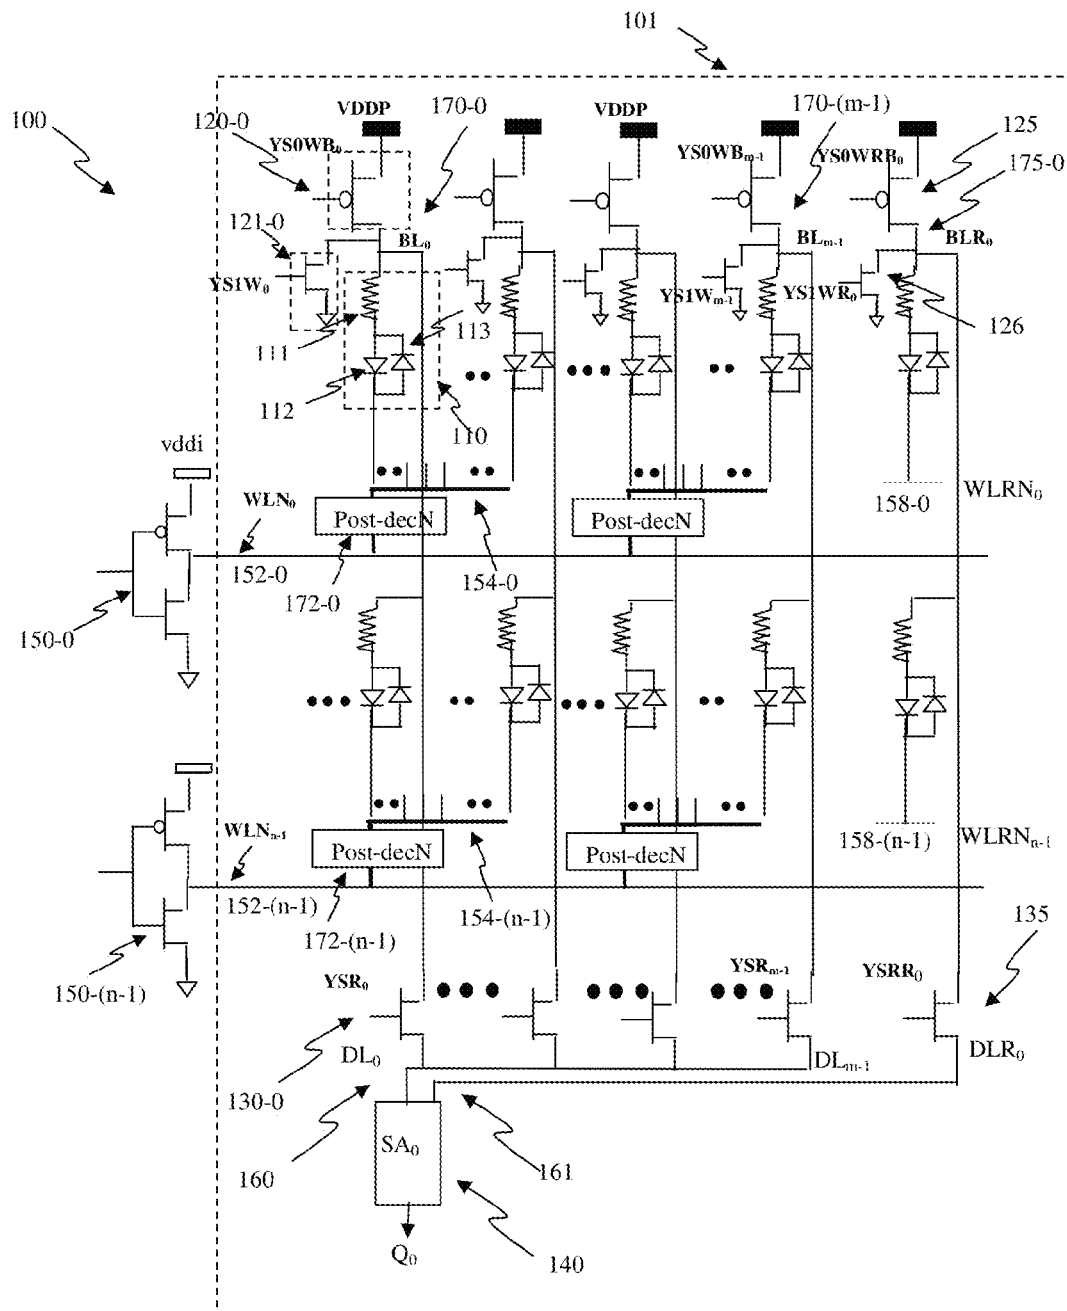 101
100
120-0
VDDP
170-0
VDDP
170-(m-1)
125
YS0WB0
YS0WBm-1
YS0WRB0
175-0
121-0
BL0
BLm-1
BLR0
YS1W0
YS1Wm-1
YS1WR0
111
113
126
112
110
vddi
WLN0
Post-decN
Post-decN
158-0
WLRN0
152-0
154-0
172-0
150-0
WLNn-1
Post-decN
Post-decN
158-(n-1)
WLRNn-1
152-(n-1)
154-(n-1)
172-(n-1)
150-(n-1)
135
YSR0
YSRm-1
YSRR0
DL0
DLm-1
DLR0
130-0
SA0
160
161
Q0
140